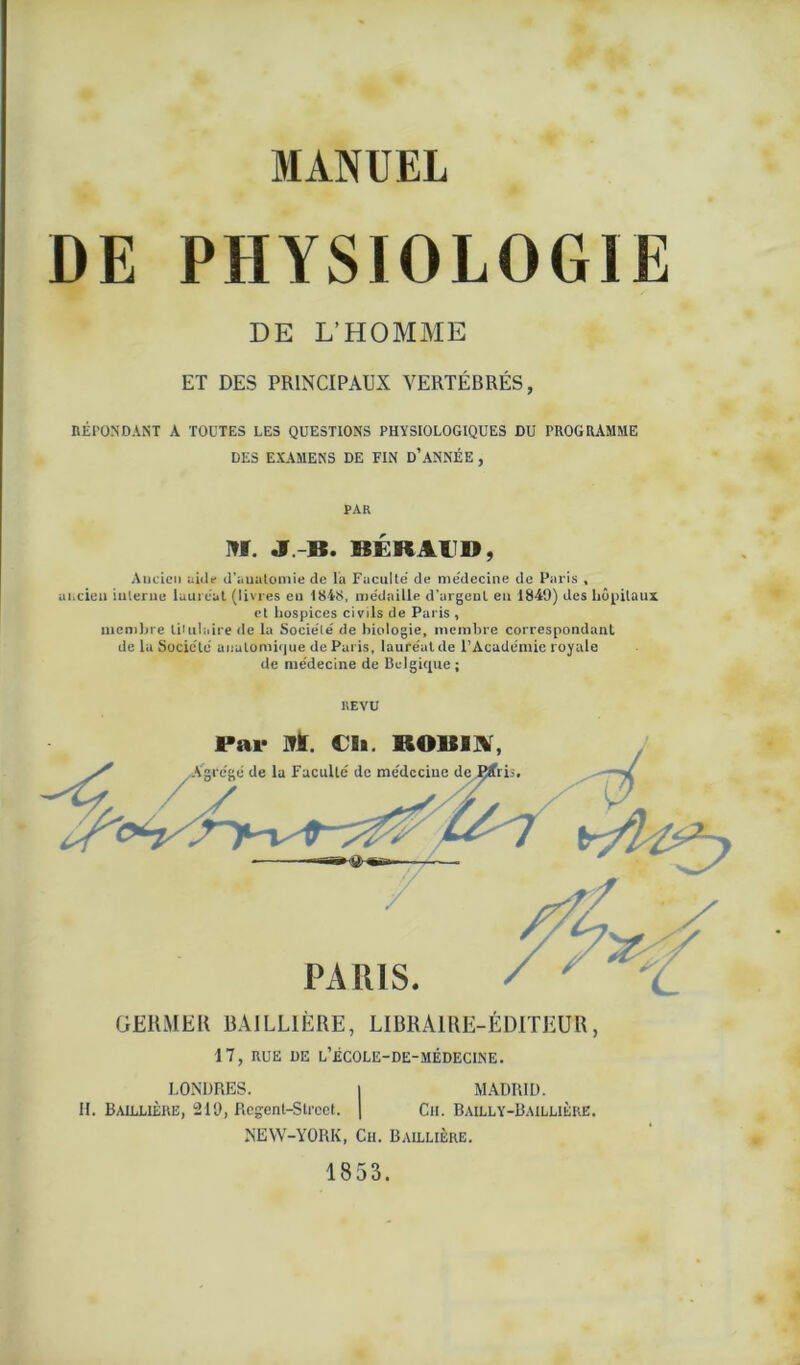 MANUEL
DE PHYSIOLOGIE
DE L'HOMME
ET DES PRINCIPAUX VERTÉBRÉS,
RÉPONDANT A TOUTES LES QUESTIONS PHYSIOLOGIQUES DU PROGRAMME
DES EXAMENS DE FIN D'ANNÉE,
PAR
M. J.-B. BÉRAUD,
Ancien aide d'anatomie de la Faculté de médecine de Paris,
ancien interne lauréat (livres en 1848, médaille d'argent en 1849) des hôpitaux
et hospices civils de Paris,
membre titulaire de la Société de biologie, membre correspondant
de la Société anatomique de Paris, lauréat de l'Académie royale
de médecine de Belgique;
REVU
Par M. Ch. ROBIN,
Agrégé de la Faculté de médecine de Paris.
PARIS.
GERMER BAILLIÈRE, LIBRAIRE-ÉDITEUR,
17, RUE DE L'ÉCOLE-DE-MÉDECINE.
LONDRES. | MADRID.
H. BAILLIÈRE, 219, Regent-Street. | CH. BAILLY-BAILLIÈRE.
NEW-YORK, CH. BAILLIÈRE.
1853.